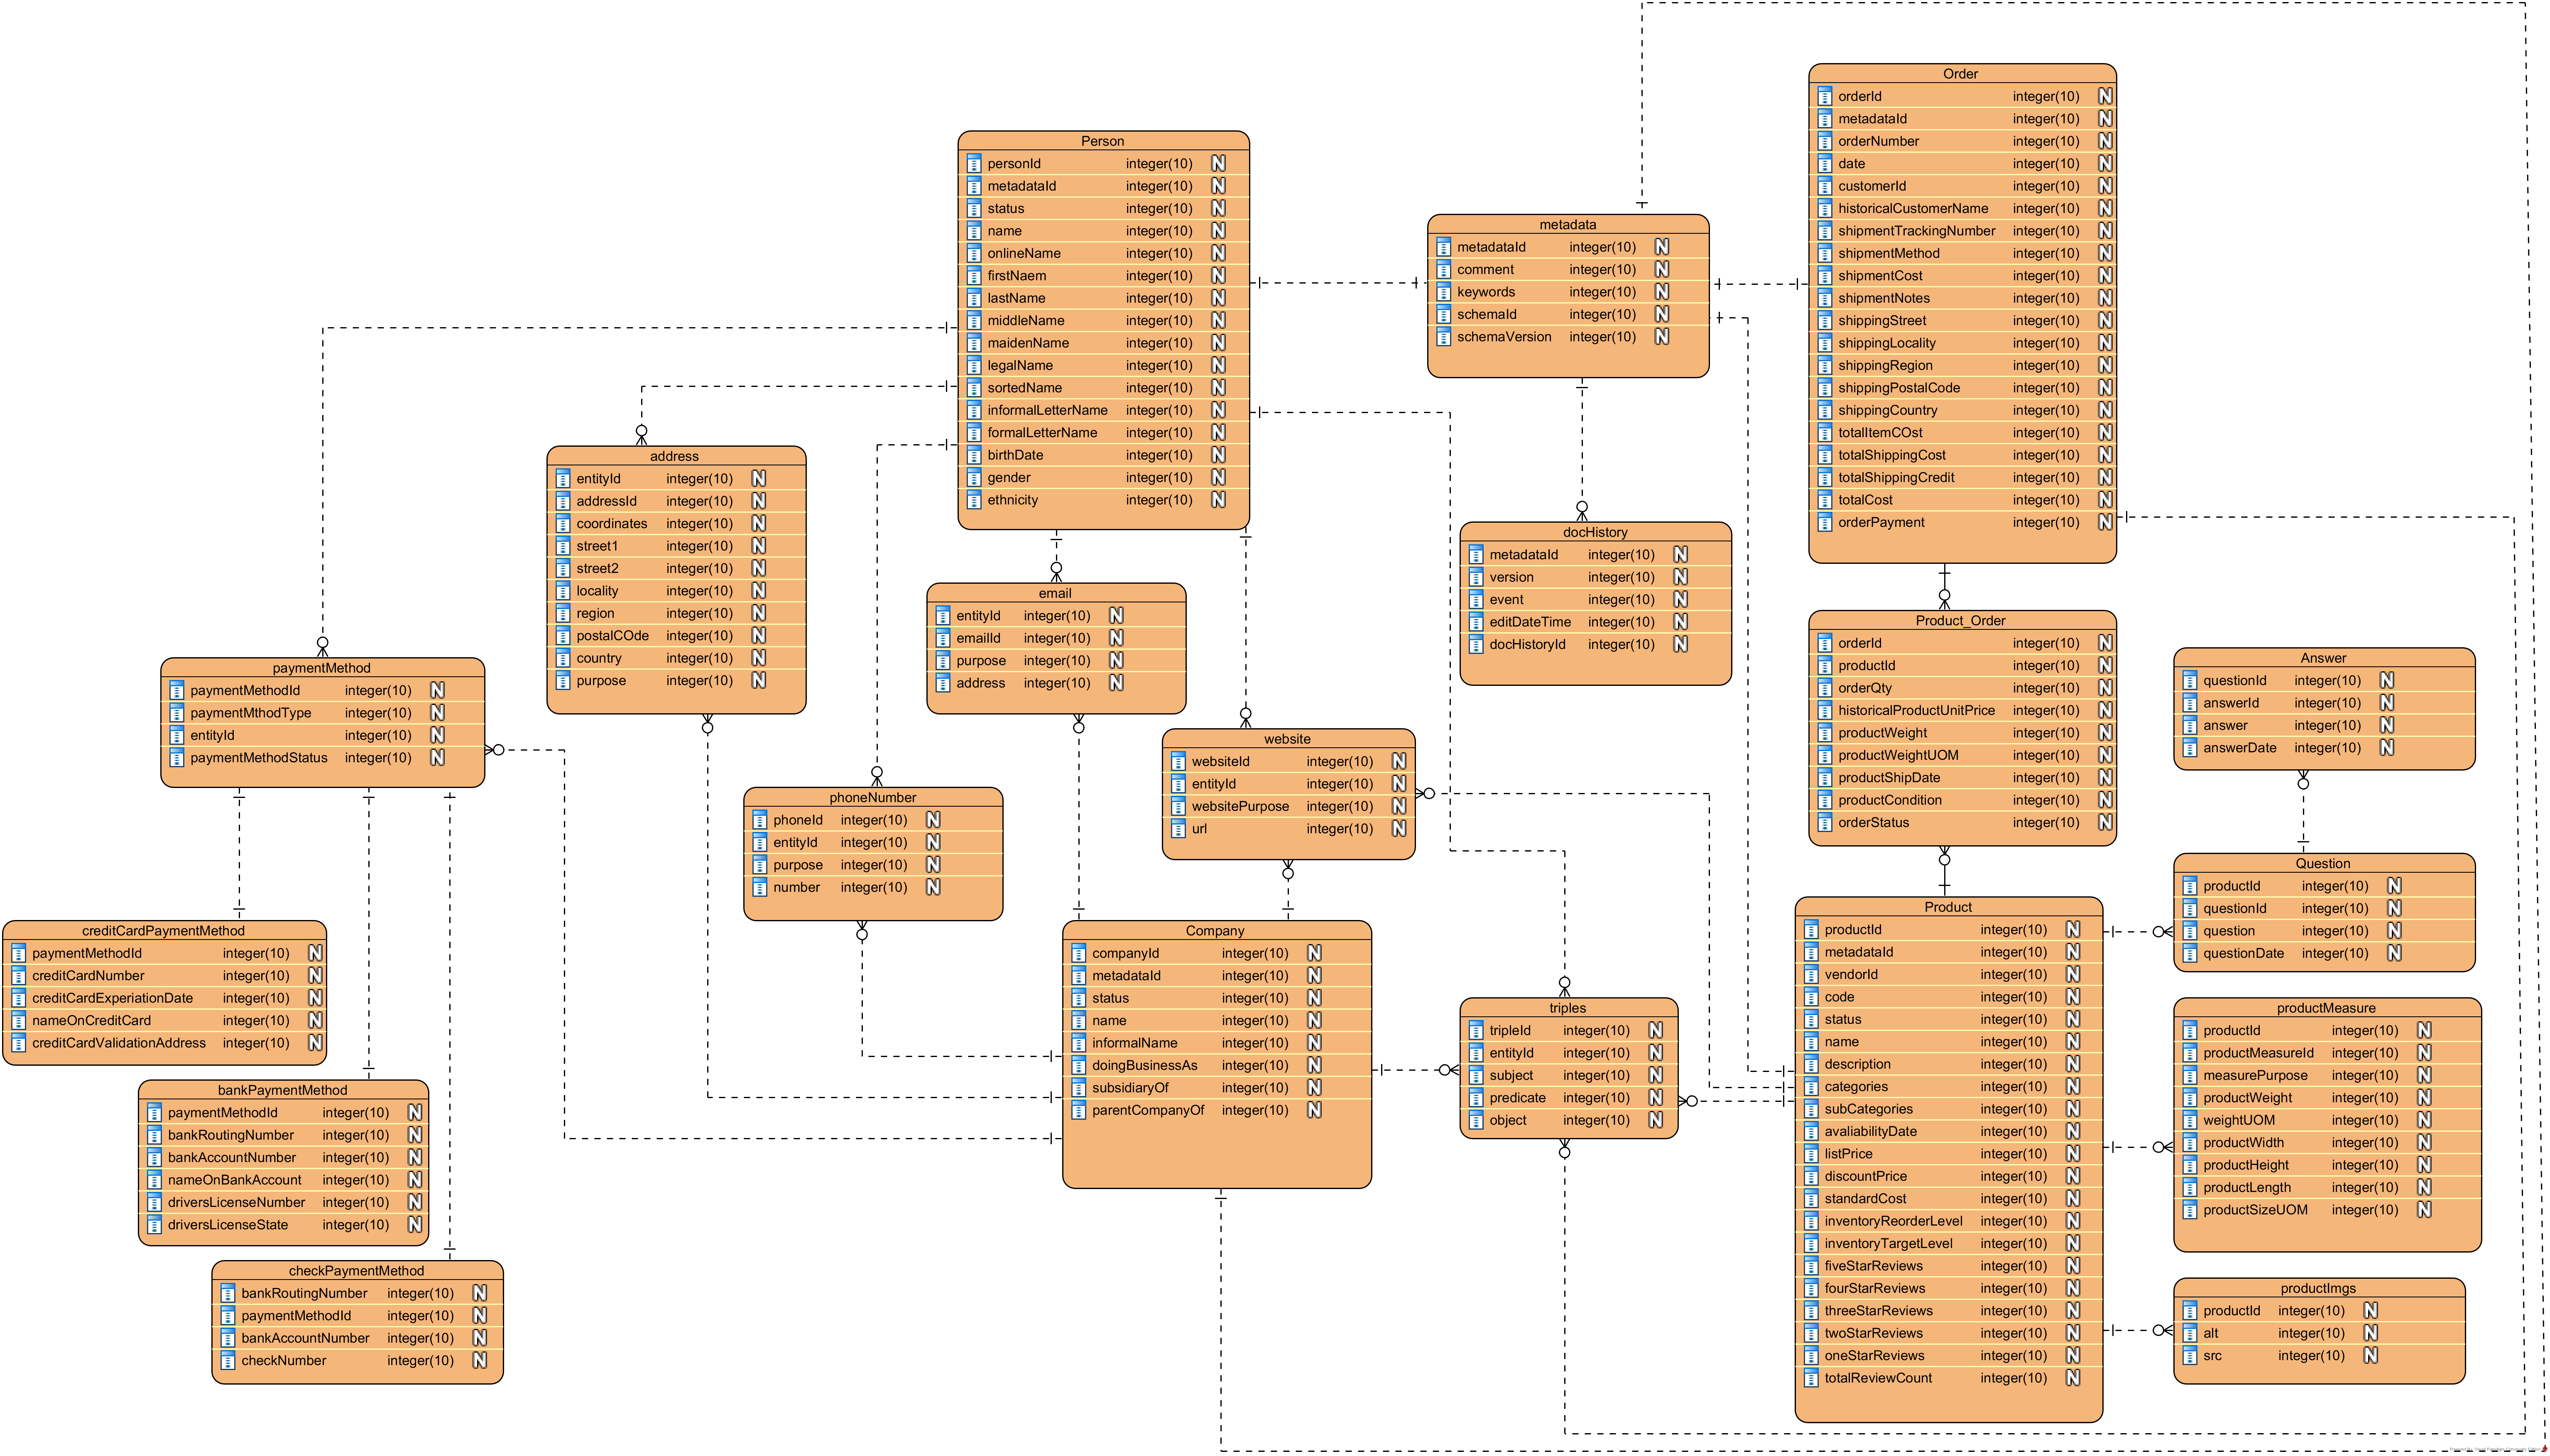 Order
orderId integer(10) N
metadataId integer(10) N
orderNumber integer(10) N
date integer(10) N
customerId integer(10) N
historicalCustomerName integer(10) N
shipmentTrackingNumber integer(10) N
shipmentMethod integer(10) N
shipmentCost integer(10) N
shipmentNotes integer(10) N
shippingStreet integer(10) N
shippingLocality integer(10) N
shippingRegion integer(10) N
shippingPostalCode integer(10) N
shippingCountry integer(10) N
totalItemCOst integer(10) N
totalShippingCost integer(10) N
totalShippingCredit integer(10) N
totalCost integer(10) N
orderPayment integer(10) N
Person
personId integer(10) N
metadataId integer(10) N
status integer(10) N
name integer(10) N
onlineName integer(10) N
firstNaem integer(10) N
lastName integer(10) N
middleName integer(10) N
maidenName integer(10) N
legalName integer(10) N
sortedName integer(10) N
informalLetterName integer(10) N
formalLetterName integer(10) N
birthDate integer(10) N
gender integer(10) N
ethnicity integer(10) N
metadata
metadataId integer(10) N
comment integer(10) N
keywords integer(10) N
schemaId integer(10) N
schemaVersion integer(10) N
address
entityId integer(10) N
addressId integer(10) N
coordinates integer(10) N
street1 integer(10) N
street2 integer(10) N
locality integer(10) N
region integer(10) N
postalCOde integer(10) N
country integer(10) N
purpose integer(10) N
docHistory
metadataId integer(10) N
version integer(10) N
event integer(10) N
editDateTime integer(10) N
docHistoryId integer(10) N
email
entityId integer(10) N
emailId integer(10) N
purpose integer(10) N
address integer(10) N
Product_Order
orderId integer(10) N
productId integer(10) N
orderQty integer(10) N
historicalProductUnitPrice integer(10) N
productWeight integer(10) N
productWeightUOM integer(10) N
productShipDate integer(10) N
productCondition integer(10) N
orderStatus integer(10) N
Answer
questionId integer(10) N
answerId integer(10) N
answer integer(10) N
answerDate integer(10) N
paymentMethod
paymentMethodId integer(10) N
paymentMthodType integer(10) N
entityId integer(10) N
paymentMethodStatus integer(10) N
website
websiteId integer(10) N
entityId integer(10) N
websitePurpose integer(10) N
url integer(10) N
phoneNumber
phoneId integer(10) N
entityId integer(10) N
purpose integer(10) N
number integer(10) N
Question
productId integer(10) N
questionId integer(10) N
question integer(10) N
questionDate integer(10) N
creditCardPaymentMethod
paymentMethodId integer(10) N
creditCardNumber integer(10) N
creditCardExperiationDate integer(10) N
nameOnCreditCard integer(10) N
creditCardValidationAddress integer(10) N
Company
companyId integer(10) N
metadataId integer(10) N
status integer(10) N
name integer(10) N
informalName integer(10) N
doingBusinessAs integer(10) N
subsidiaryOf integer(10) N
parentCompanyOf integer(10) N
Product
productId integer(10) N
metadataId integer(10) N
vendorId integer(10) N
code integer(10) N
status integer(10) N
name integer(10) N
description integer(10) N
categories integer(10) N
subCategories integer(10) N
avaliabilityDate integer(10) N
listPrice integer(10) N
discountPrice integer(10) N
standardCost integer(10) N
inventoryReorderLevel integer(10) N
inventoryTargetLevel integer(10) N
fiveStarReviews integer(10) N
fourStarReviews integer(10) N
threeStarReviews integer(10) N
twoStarReviews integer(10) N
oneStarReviews integer(10) N
totalReviewCount integer(10) N
triples
tripleId integer(10) N
entityId integer(10) N
subject integer(10) N
predicate integer(10) N
object integer(10) N
productMeasure
productId integer(10) N
productMeasureId integer(10) N
measurePurpose integer(10) N
productWeight integer(10) N
weightUOM integer(10) N
productWidth integer(10) N
productHeight integer(10) N
productLength integer(10) N
productSizeUOM integer(10) N
bankPaymentMethod
paymentMethodId integer(10) N
bankRoutingNumber integer(10) N
bankAccountNumber integer(10) N
nameOnBankAccount integer(10) N
driversLicenseNumber integer(10) N
driversLicenseState integer(10) N
checkPaymentMethod
bankRoutingNumber integer(10) N
paymentMethodId integer(10) N
bankAccountNumber integer(10) N
checkNumber integer(10) N
productImgs
productId integer(10) N
alt integer(10) N
src integer(10) N